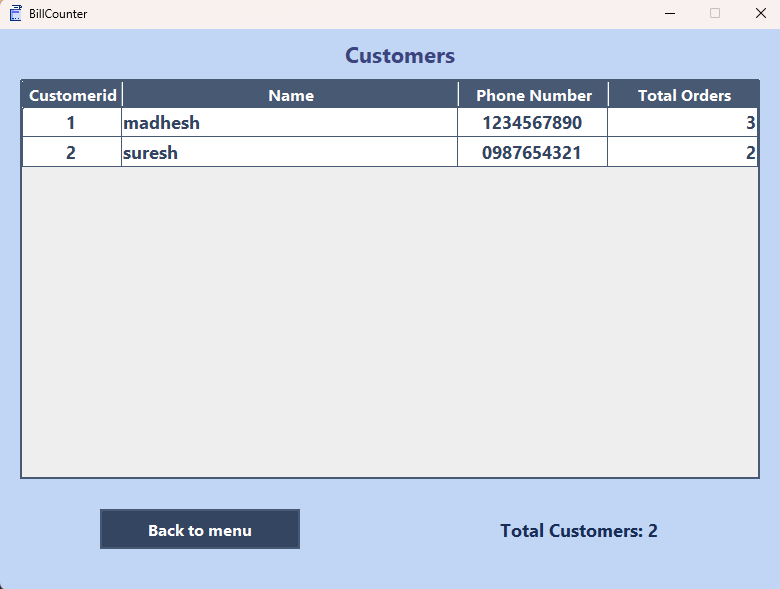 BillCounter
Customers
Customerid Name Phone Number Total Orders
1 madhesh 1234567890 3
2 suresh 0987654321 2
Back to menu Total Customers: 2